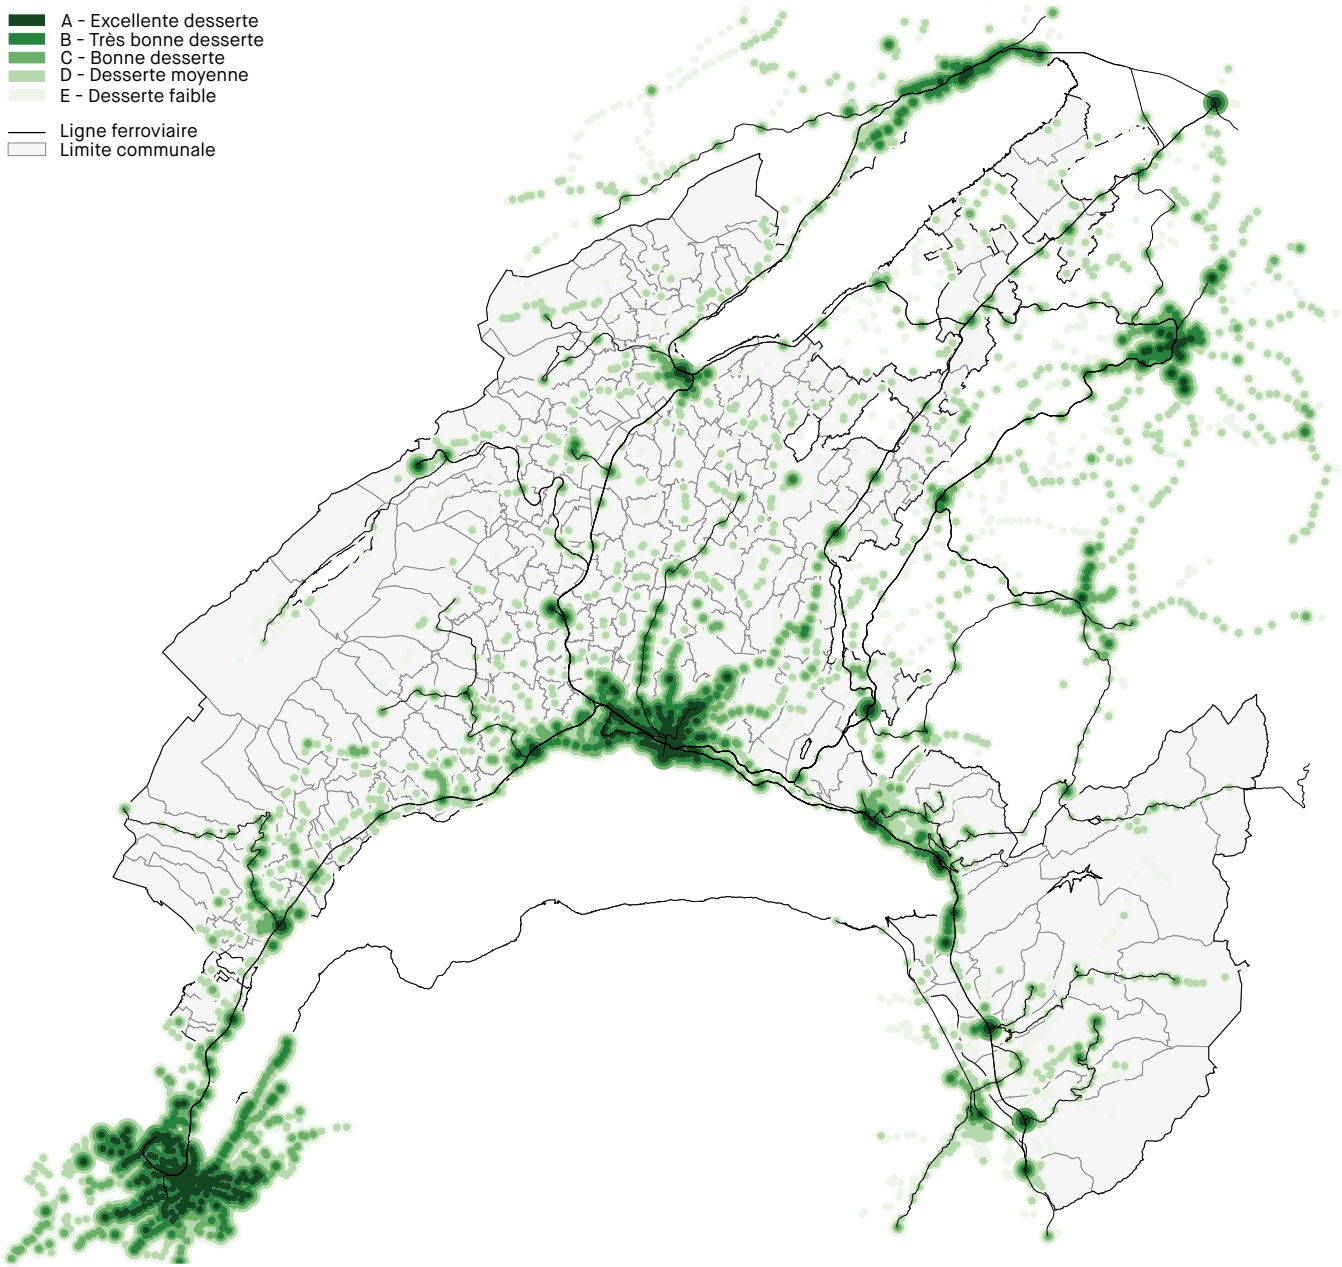 A - Excellente desserte
B - Très bonne desserte
C - Bonne desserte
D - Desserte moyenne
E - Desserte faible
Ligne ferroviaire
Limite communale